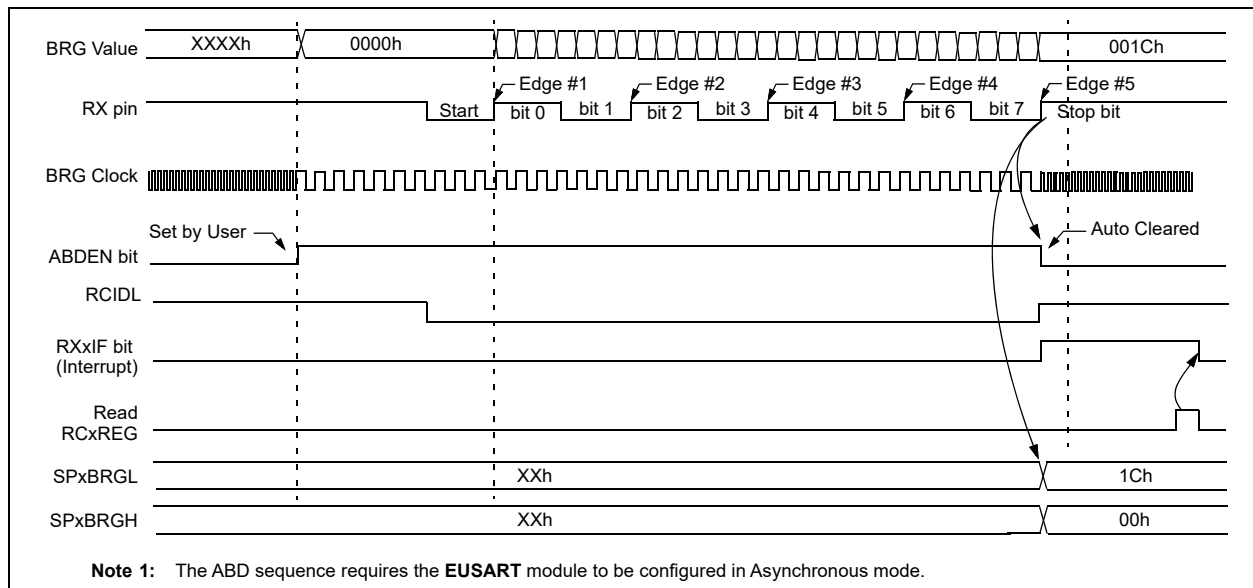 BRG Value
XXXXh
0000h
001Ch
Edge #1
Edge #2
Edge #3
Edge #4
Edge #5
RX pin
Start
bit 0
bit 1
bit 2
bit 3
bit 4
bit 5
bit 6
bit 7
Stop bit
BRG Clock
Set by User
Auto Cleared
ABDEN bit
RCIDL
RXxIF bit
(Interrupt)
Read
RCxREG
SPxBRGL
XXh
1Ch
SPxBRGH
XXh
00h
Note 1: The ABD sequence requires the EUSART module to be configured in Asynchronous mode.